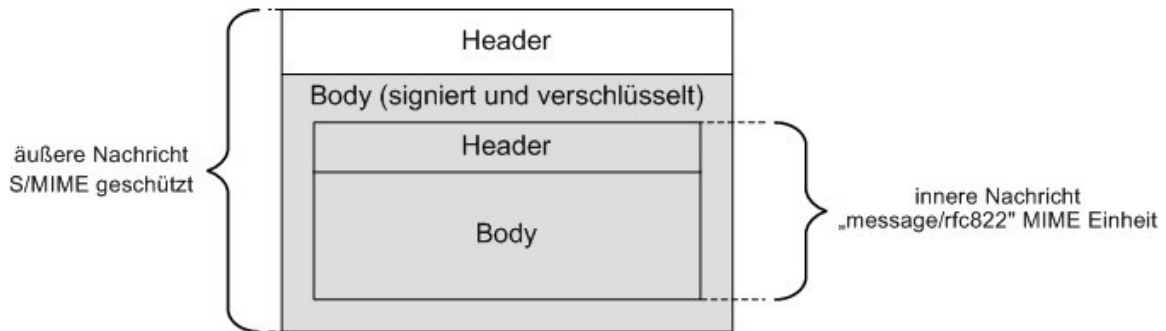 Header
Body (signiert und verschlüsselt)
Header
äußere Nachricht
S/MIME geschützt
innere Nachricht
„message/rfc822" MIME Einheit
Body